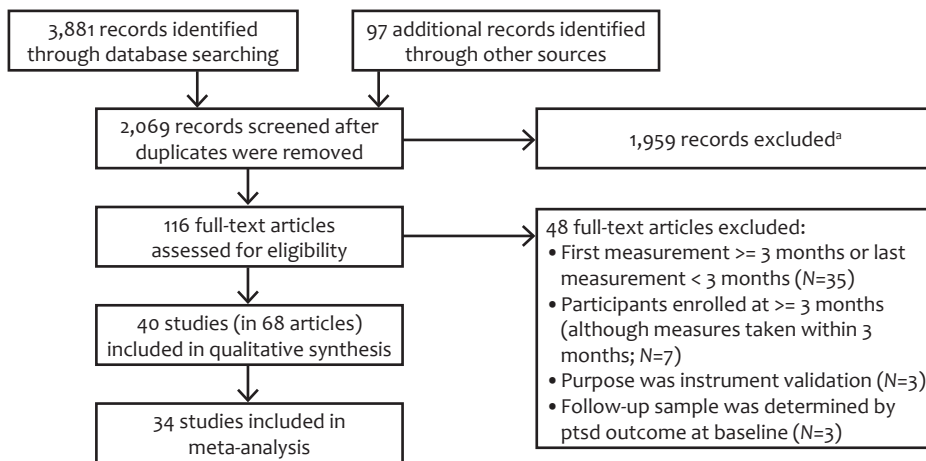 3,881 records identified
through database searching
97 additional records identified
through other sources
2,069 records screened after
duplicates were removed
1,959 records excludedᵃ
116 full-text articles
assessed for eligibility
48 full-text articles excluded:
• First measurement >= 3 months or last
measurement < 3 months (N=35)
• Participants enrolled at >= 3 months
(although measures taken within 3
months; N=7)
• Purpose was instrument validation (N=3)
• Follow-up sample was determined by
ptsd outcome at baseline (N=3)
40 studies (in 68 articles)
included in qualitative synthesis
34 studies included in
meta-analysis